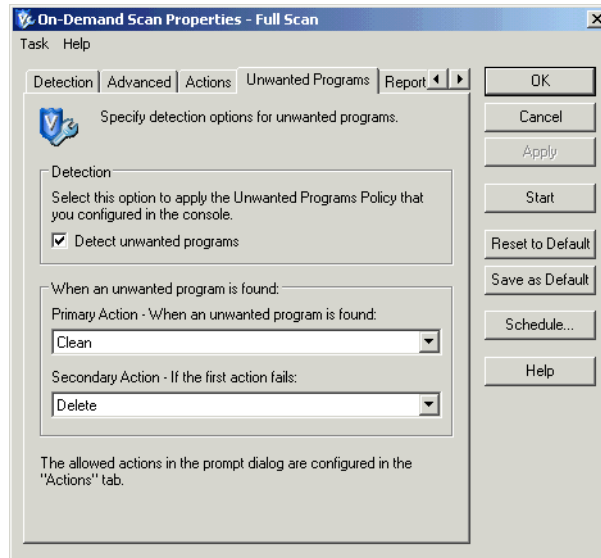 On-Demand Scan Properties - Full Scan
Task Help
Detection Advanced Actions Unwanted Programs Report
Specify detection options for unwanted programs.
Detection
Select this option to apply the Unwanted Programs Policy that
you configured in the console.
Detect unwanted programs
When an unwanted program is found:
Primary Action - When an unwanted program is found:
Clean
Secondary Action - If the first action fails:
Delete
The allowed actions in the prompt dialog are configured in the
"Actions" tab.
OK
Cancel
Apply
Start
Reset to Default
Save as Default
Schedule...
Help